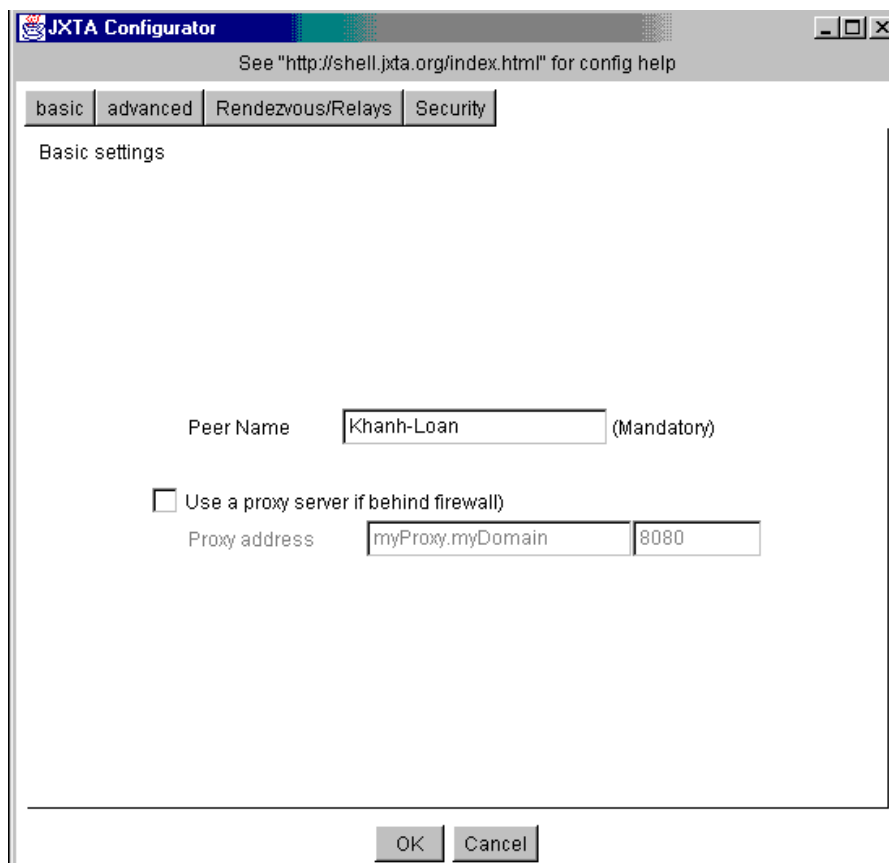 JXTA Configurator
See "http://shell.jxta.org/index.html" for config help
basic advanced Rendezvous/Relays Security
Basic settings
Peer Name Khanh-Loan (Mandatory)
Use a proxy server if behind firewall)
Proxy address myProxy.myDomain 8080
OK Cancel